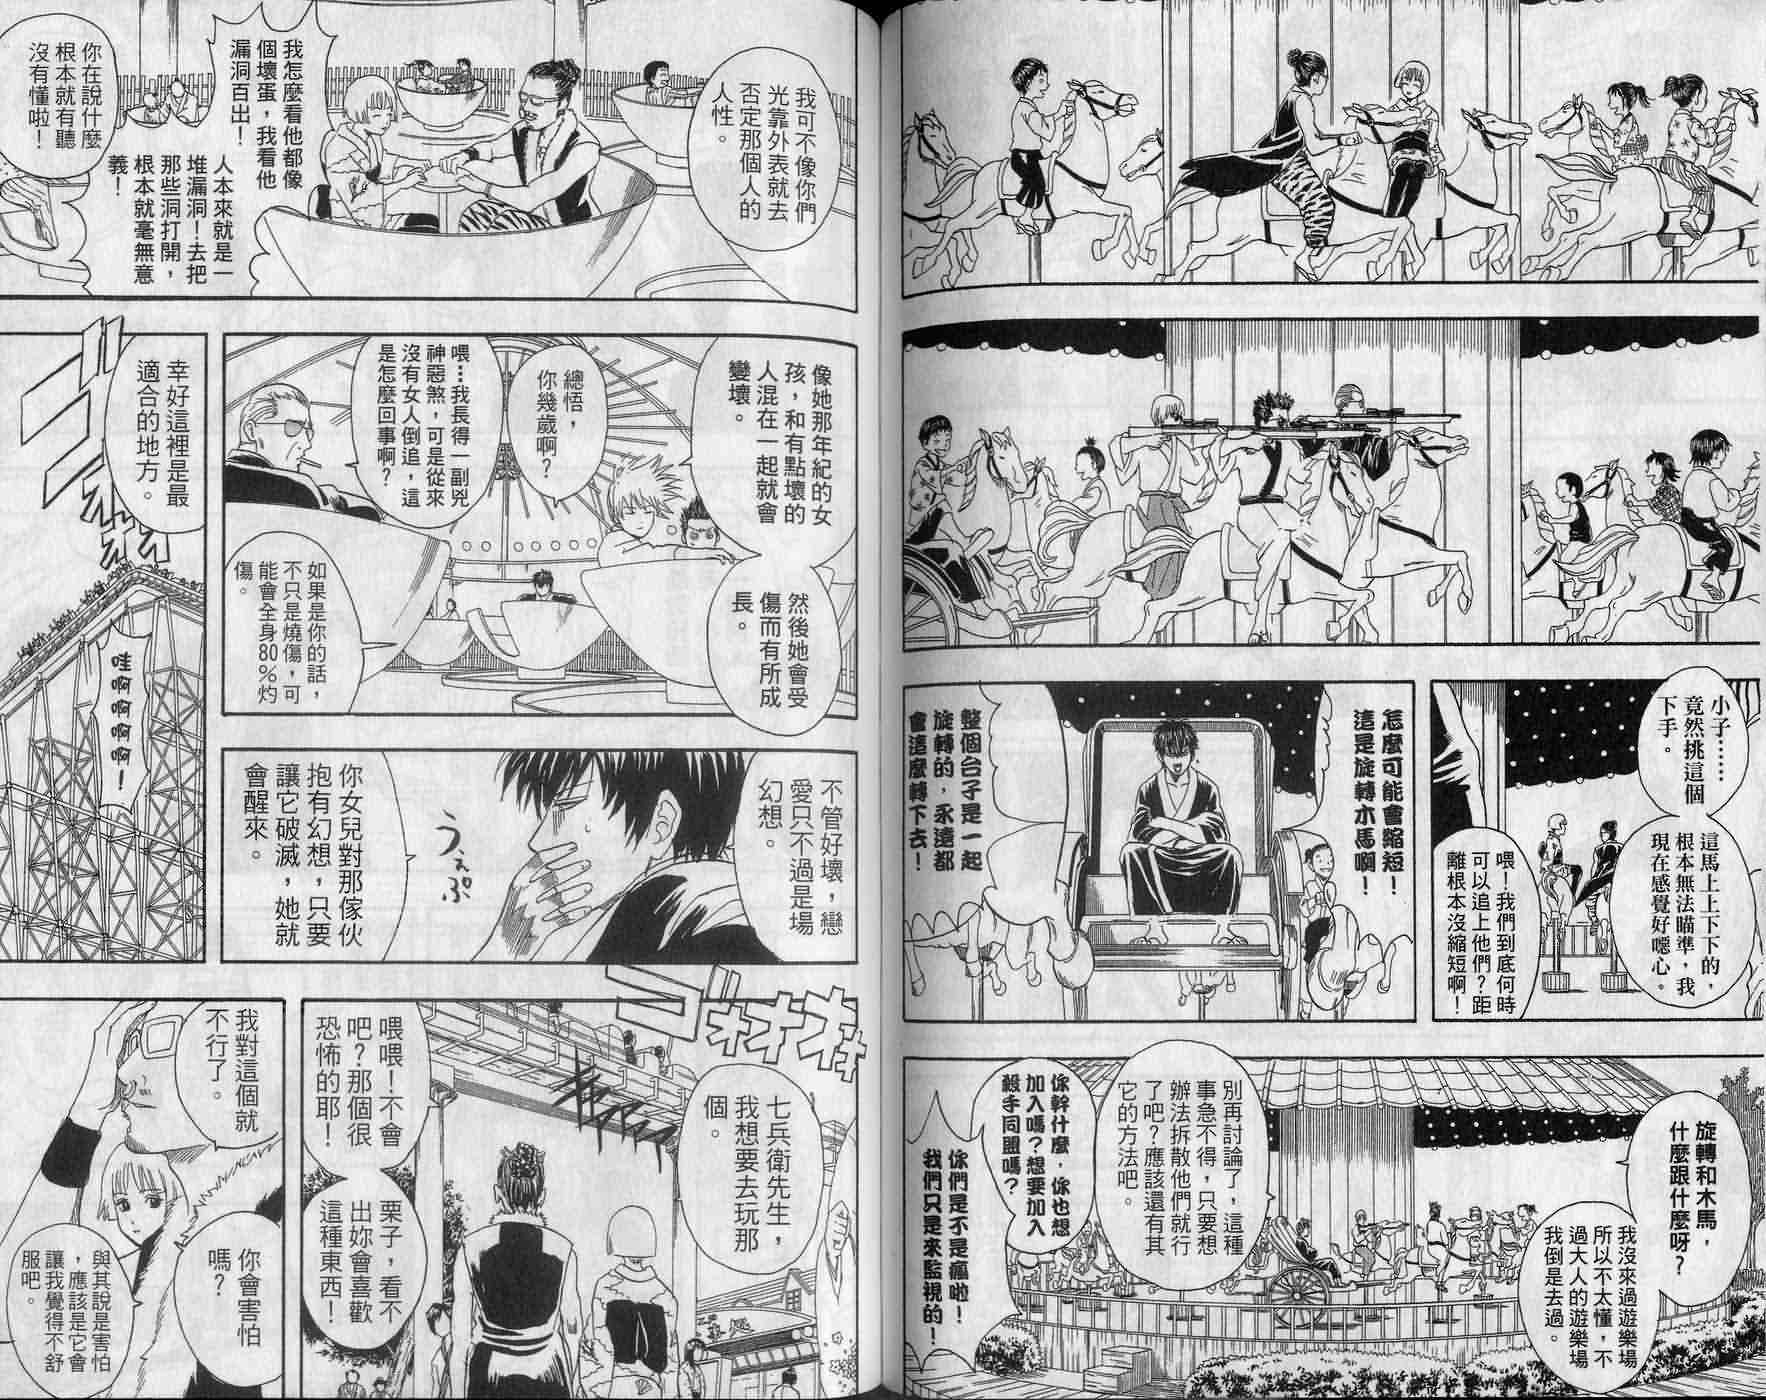 小子……
竟然挑這個
下手。
這馬上上下下的，
根本無法瞄準，我
現在感覺好噁心。
喂！我們到底何時
可以追上他們？距
離根本沒縮短啊！
怎麼可能會縮短！
這是旋轉木馬啊！
整個台子是一起
旋轉的，永遠都
會這麼轉下去！
旋轉和木馬，
什麼跟什麼呀？
我沒來過遊樂場
所以不太懂，不
過大人的遊樂場
我倒是去過。
別再討論了，這種
事急不得，只要想
辦法拆散他們就行
了吧？應該還有其
它的方法吧。
你幹什麼，你也想
加入嗎？想要加入
殺手同盟嗎？
你們是不是瘋啦！
我們只是來監視的！
我可不像你們
光靠外表就去
否定那個人的
人性。
我怎麼看他都像
個壞蛋，我看他
漏洞百出！
人本來就是一
堆漏洞！去把
那些洞打開，
根本就毫無意
義！
你在說什麼
根本就有聽
沒有懂啦！
像她那年紀的女
孩，和有點壞的
人混在一起就會
變壞。
然後她會受
傷而有所成
長。
總悟，
你幾歲啊？
喂…我長得一副兇
神惡煞，可是從來
沒有女人倒追，這
是怎麼回事啊？
如果是你的話，
不只是燒傷，可
能會全身80％灼
傷。
幸好這裡是最
適合的地方。
ゴゴォォォ
哇啊啊啊啊！
不管好壞，戀
愛只不過是場
幻想。
うぇぷ
你女兒對那傢伙
抱有幻想，只要
讓它破滅，她就
會醒來。
ゴォオオォ
七兵衛先生，
我想要去玩那
個。
喂喂！不會
吧？那個很
恐怖的耶！
栗子，看不
出妳會喜歡
這種東西！
我對這個就
不行了。
你會害怕
嗎？
與其說是害怕
，應該是它會
讓我覺得不舒
服吧。